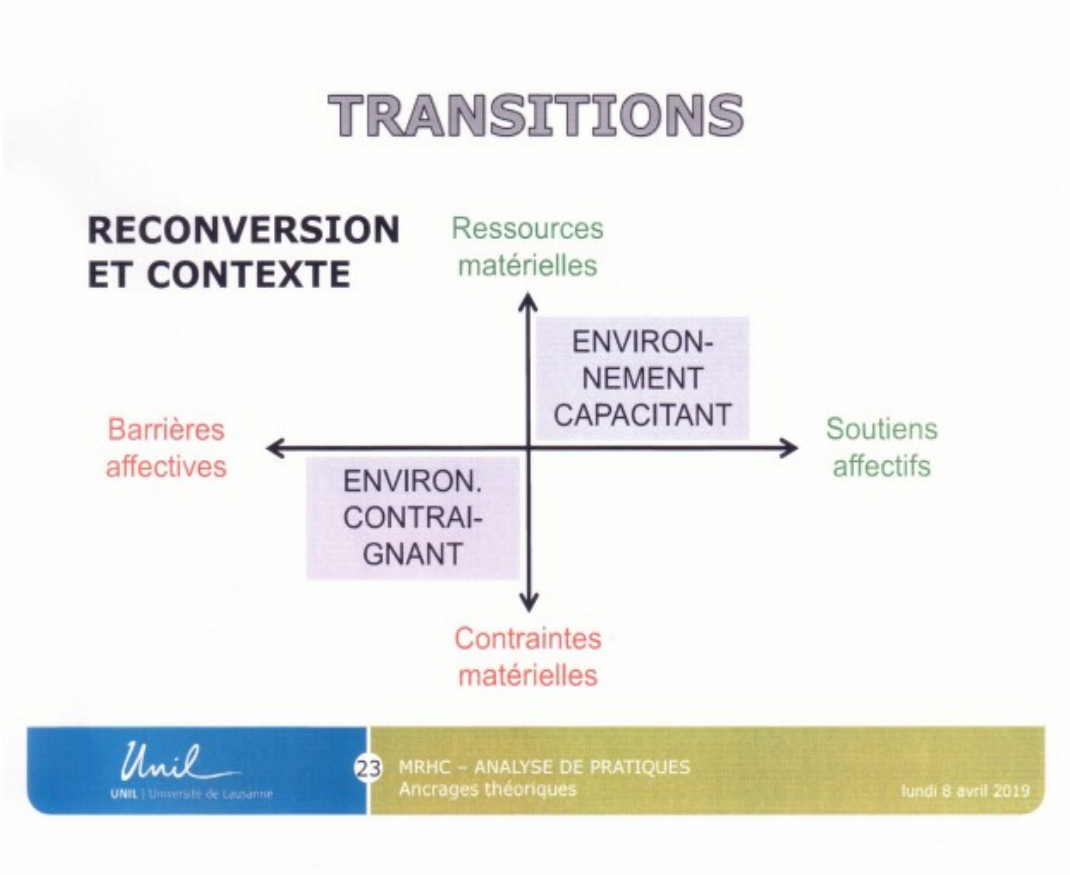 TRANSITIONS
RECONVERSION
ET CONTEXTE
Ressources
matérielles
ENVIRON-
NEMENT
CAPACITANT
Barrières
affectives
Soutiens
affectifs
ENVIRON.
CONTRAI-
GNANT
Contraintes
matérielles
Unil
UNIL | Université de Lausanne
23
MRHC – ANALYSE DE PRATIQUES
Ancrages théoriques
lundi 8 avril 2019